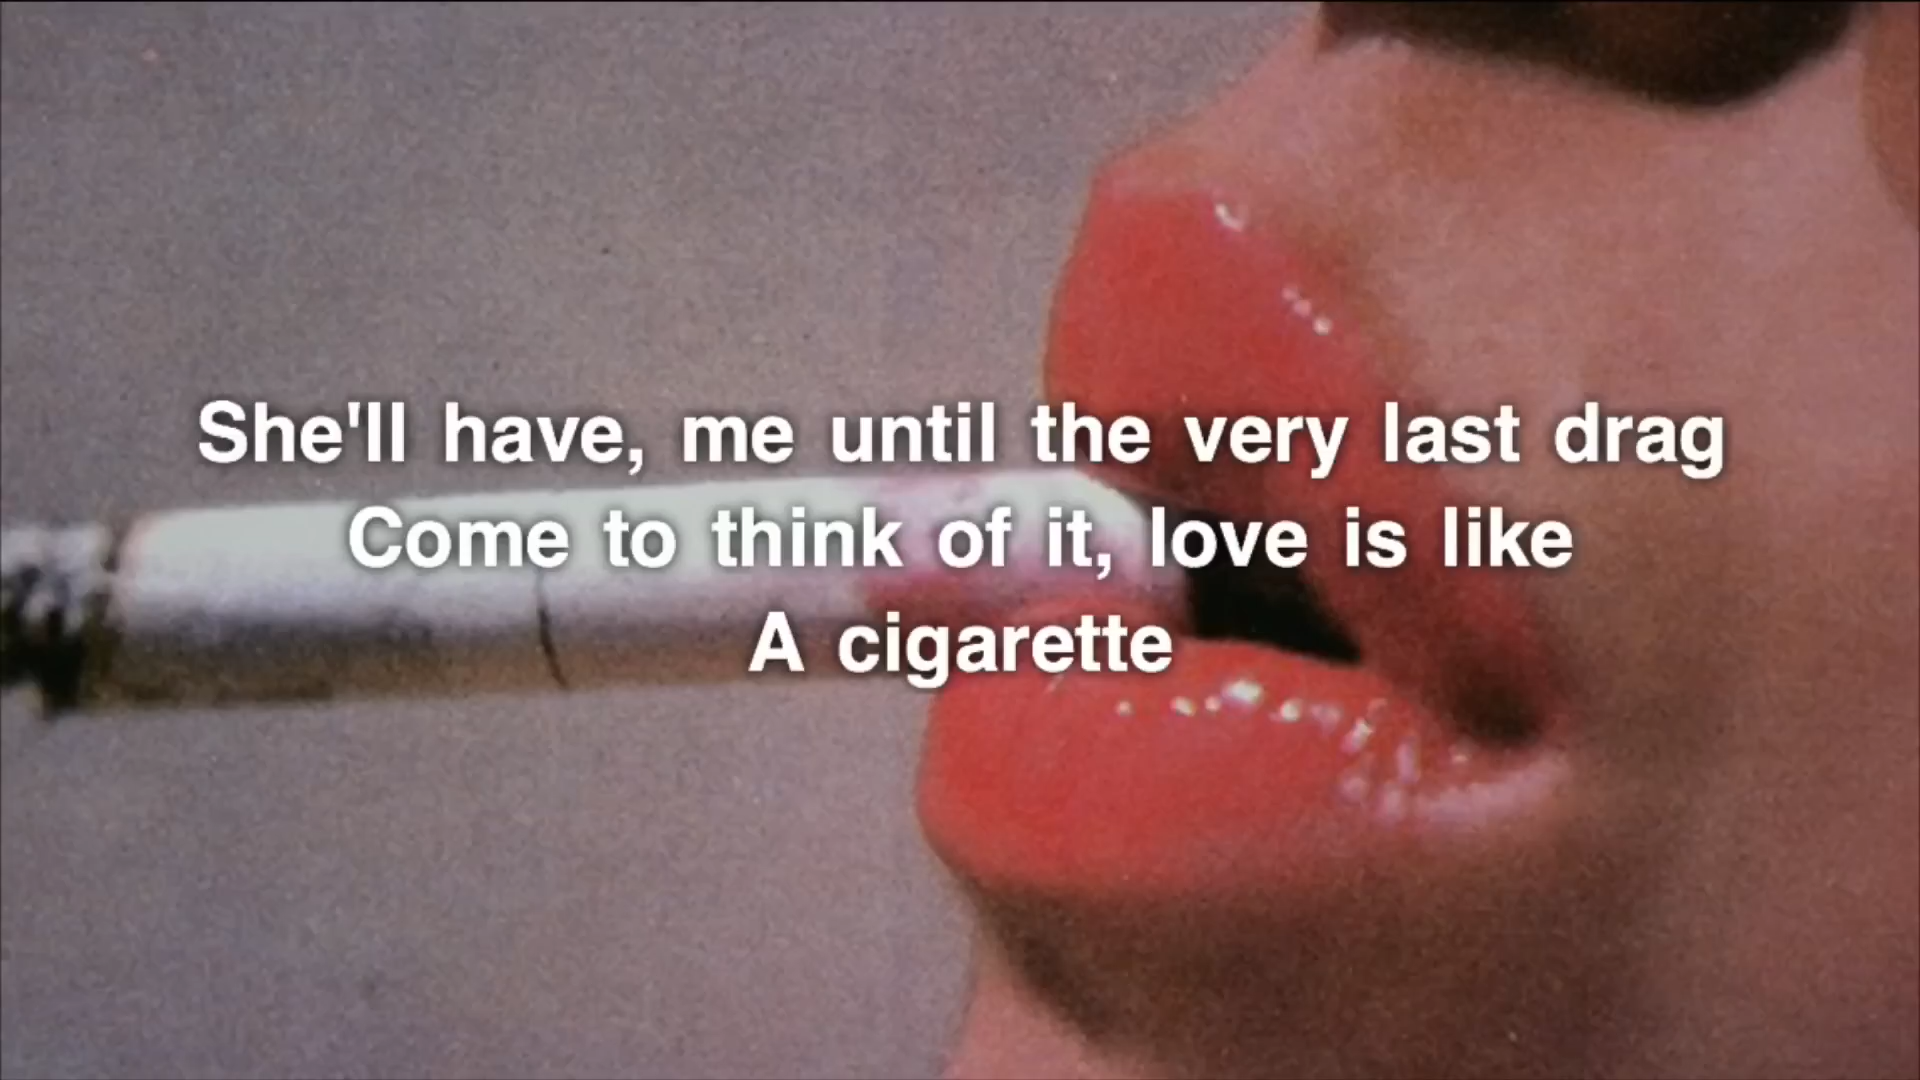 She'll have, me until the very last drag
Come to think of it, love is like
A cigarette